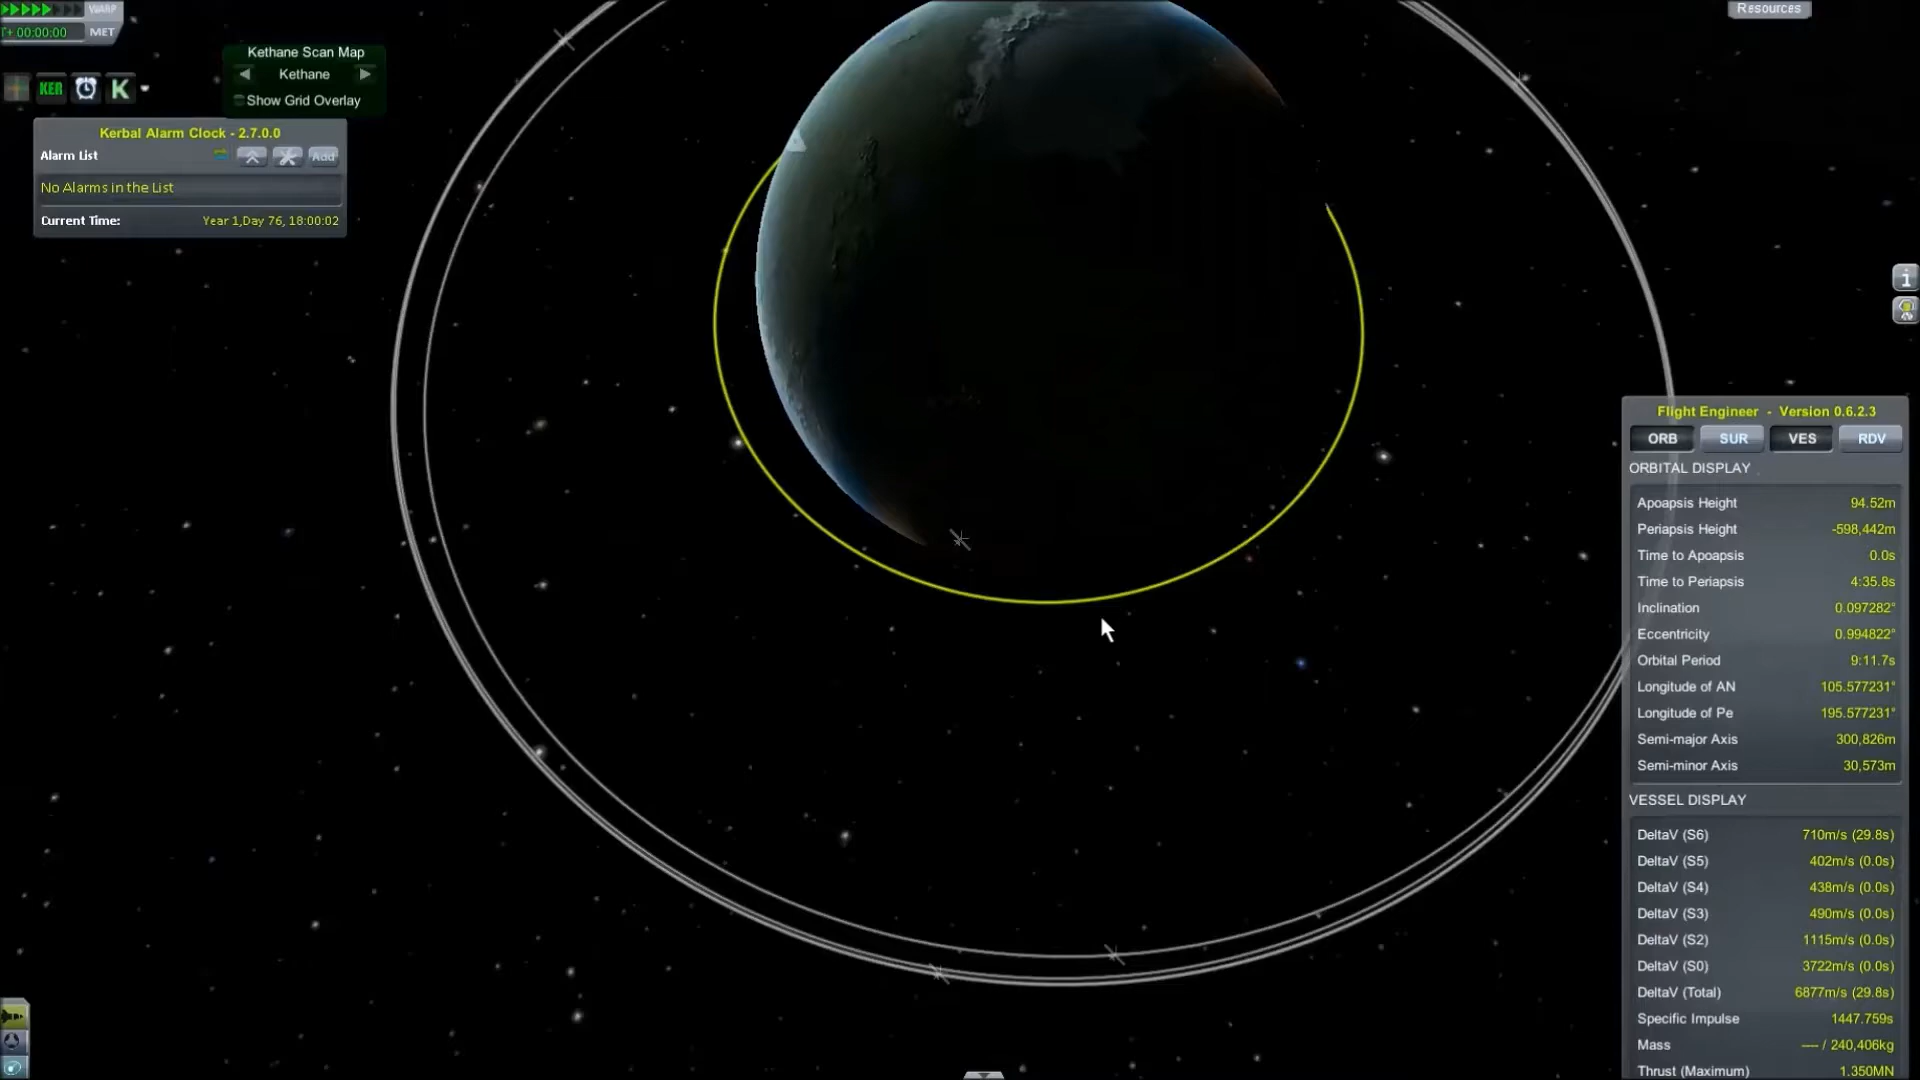 WARP
T+ 00:00:00
MET
Resources
Kethane Scan Map
Kethane
Show Grid Overlay
KER
K
Kerbal Alarm Clock - 2.7.0.0
Alarm List
Add
No Alarms in the List
Current Time: Year 1,Day 76, 18:00:02
Flight Engineer - Version 0.6.2.3
ORB SUR VES RDV
ORBITAL DISPLAY
Apoapsis Height 94.52m
Periapsis Height -598,442m
Time to Apoapsis 0.0s
Time to Periapsis 4:35.8s
Inclination 0.097282°
Eccentricity 0.994822°
Orbital Period 9:11.7s
Longitude of AN 105.577231°
Longitude of Pe 195.577231°
Semi-major Axis 300,826m
Semi-minor Axis 30,573m
VESSEL DISPLAY
DeltaV (S6) 710m/s (29.8s)
DeltaV (S5) 402m/s (0.0s)
DeltaV (S4) 438m/s (0.0s)
DeltaV (S3) 490m/s (0.0s)
DeltaV (S2) 1115m/s (0.0s)
DeltaV (S0) 3722m/s (0.0s)
DeltaV (Total) 6877m/s (29.8s)
Specific Impulse 1447.759s
Mass ---- / 240,406kg
Thrust (Maximum) 1.350MN